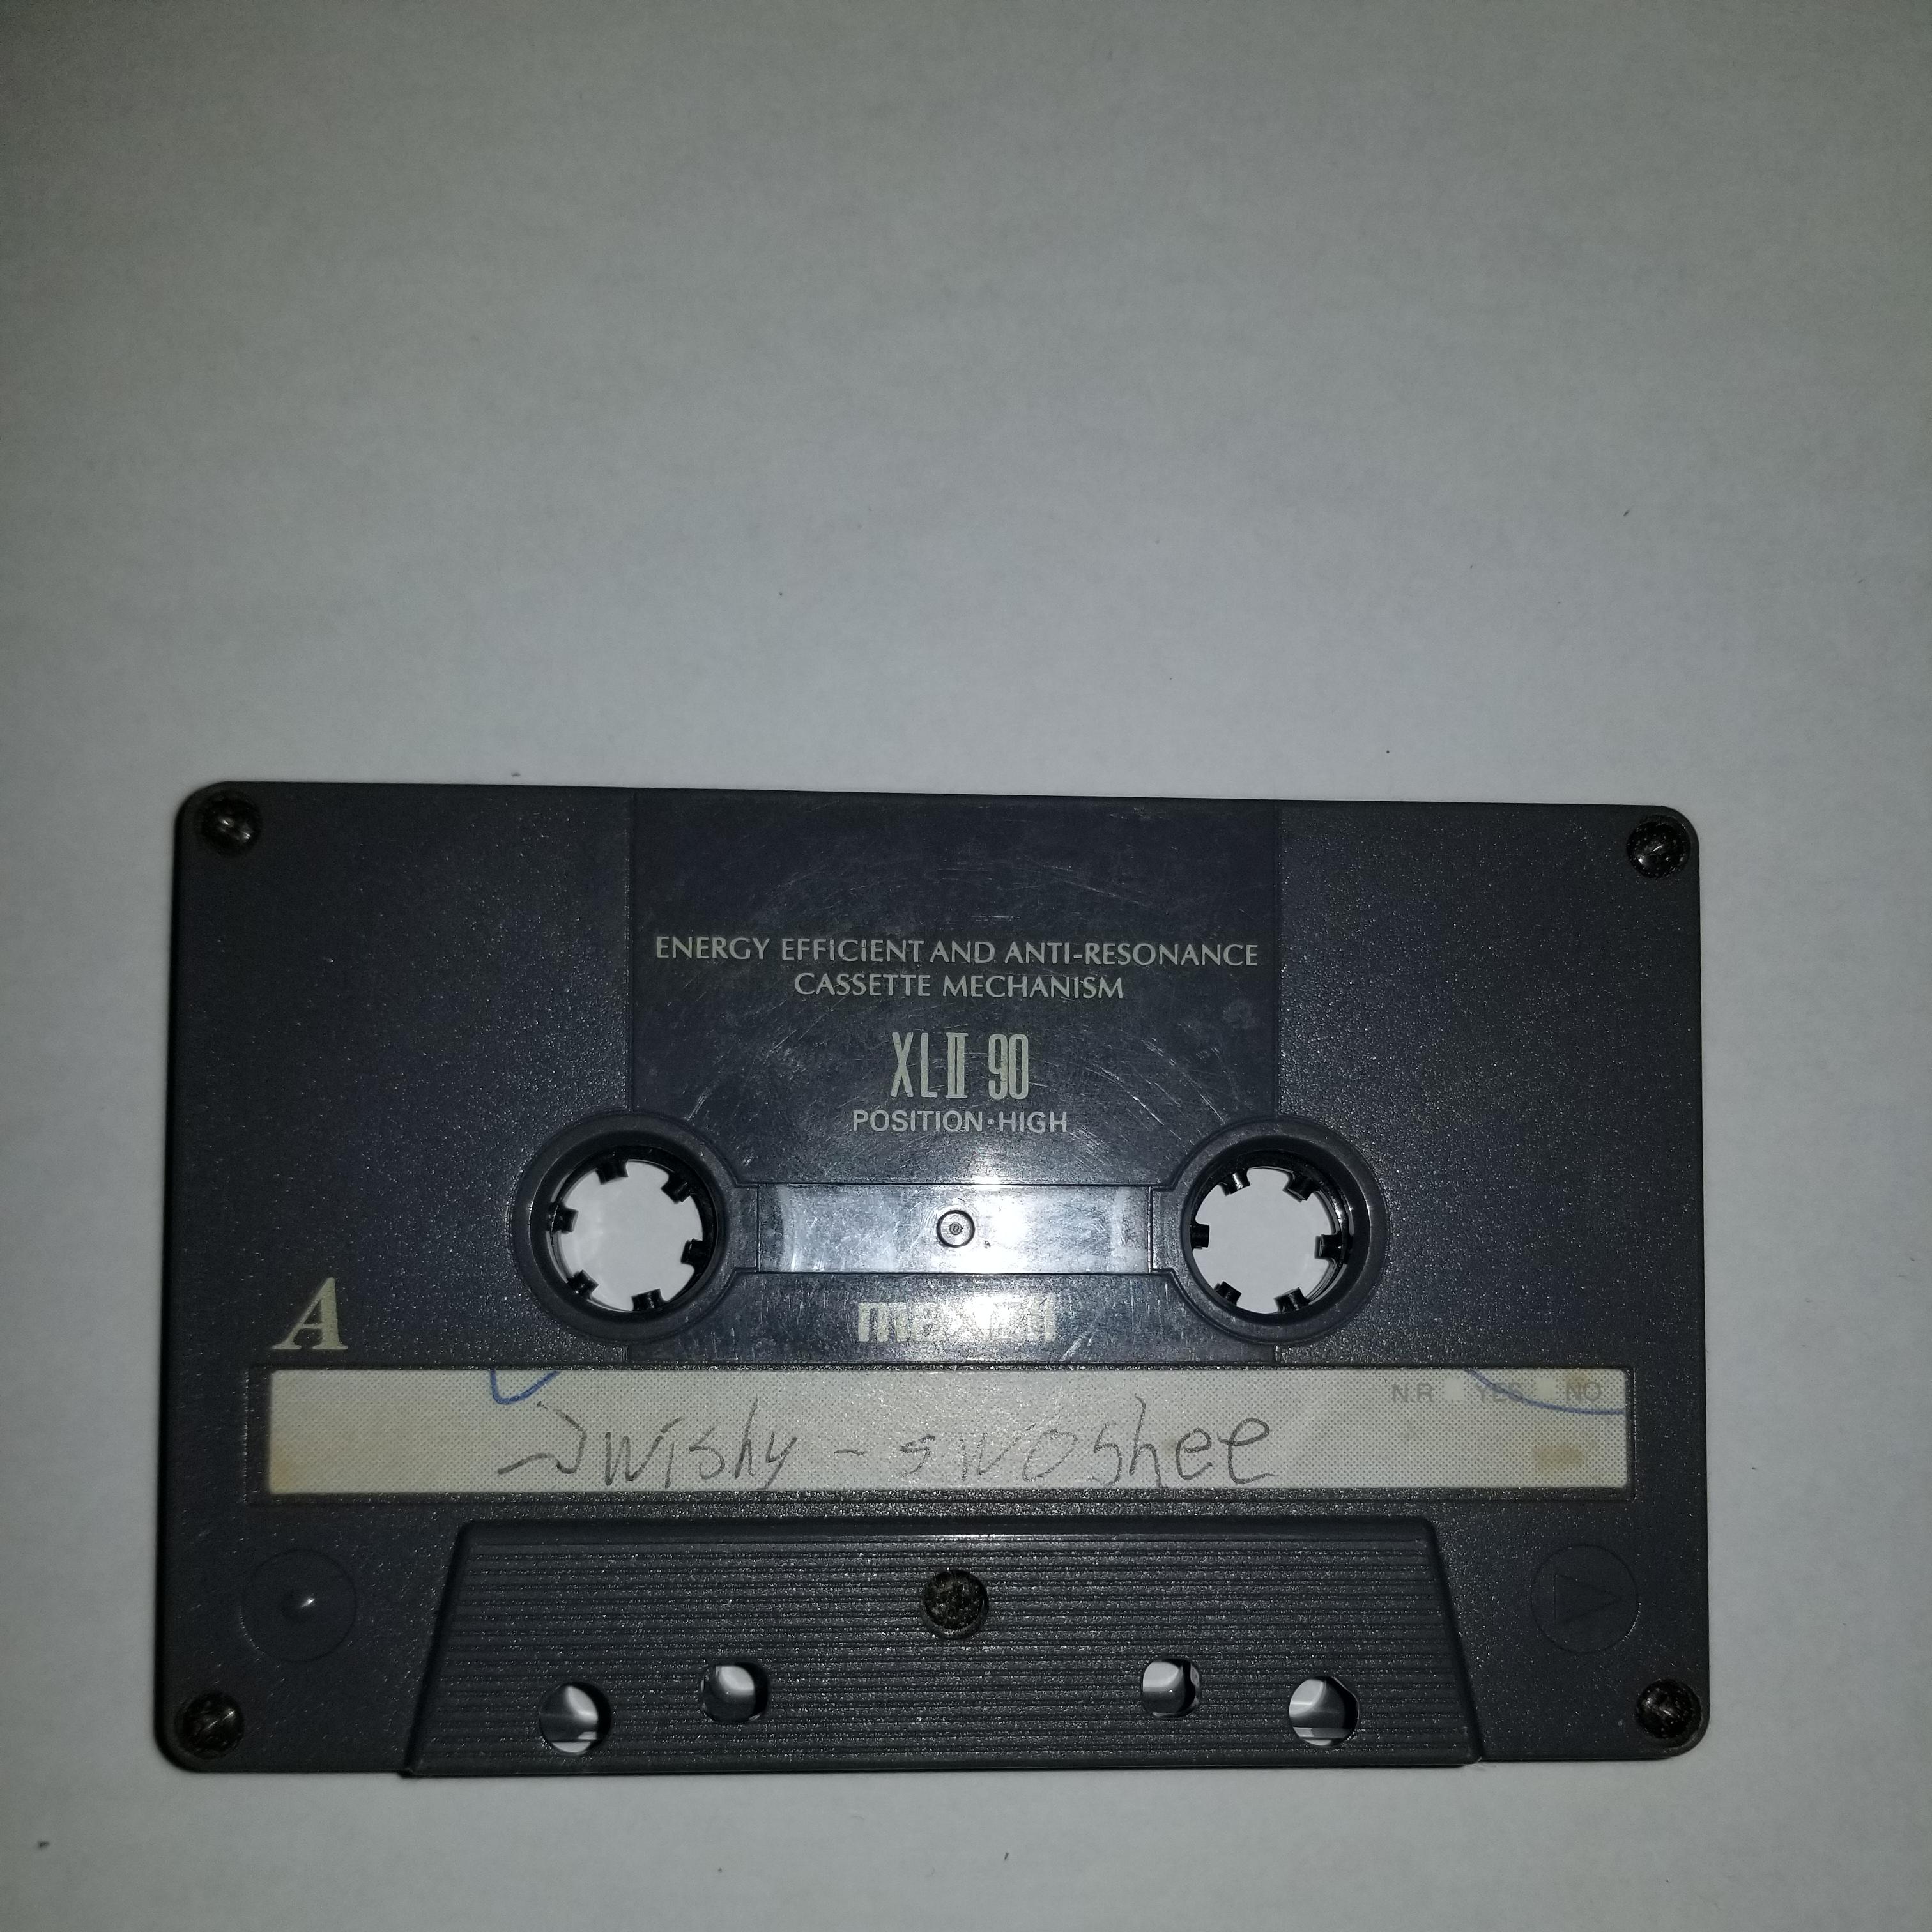 ENERGY EFFICIENT AND ANTI-RESONANCE
CASSETTE MECHANISM
XLII 90
POSITION·HIGH
maxell
A
N.R YES NO
Swishy - swoshee